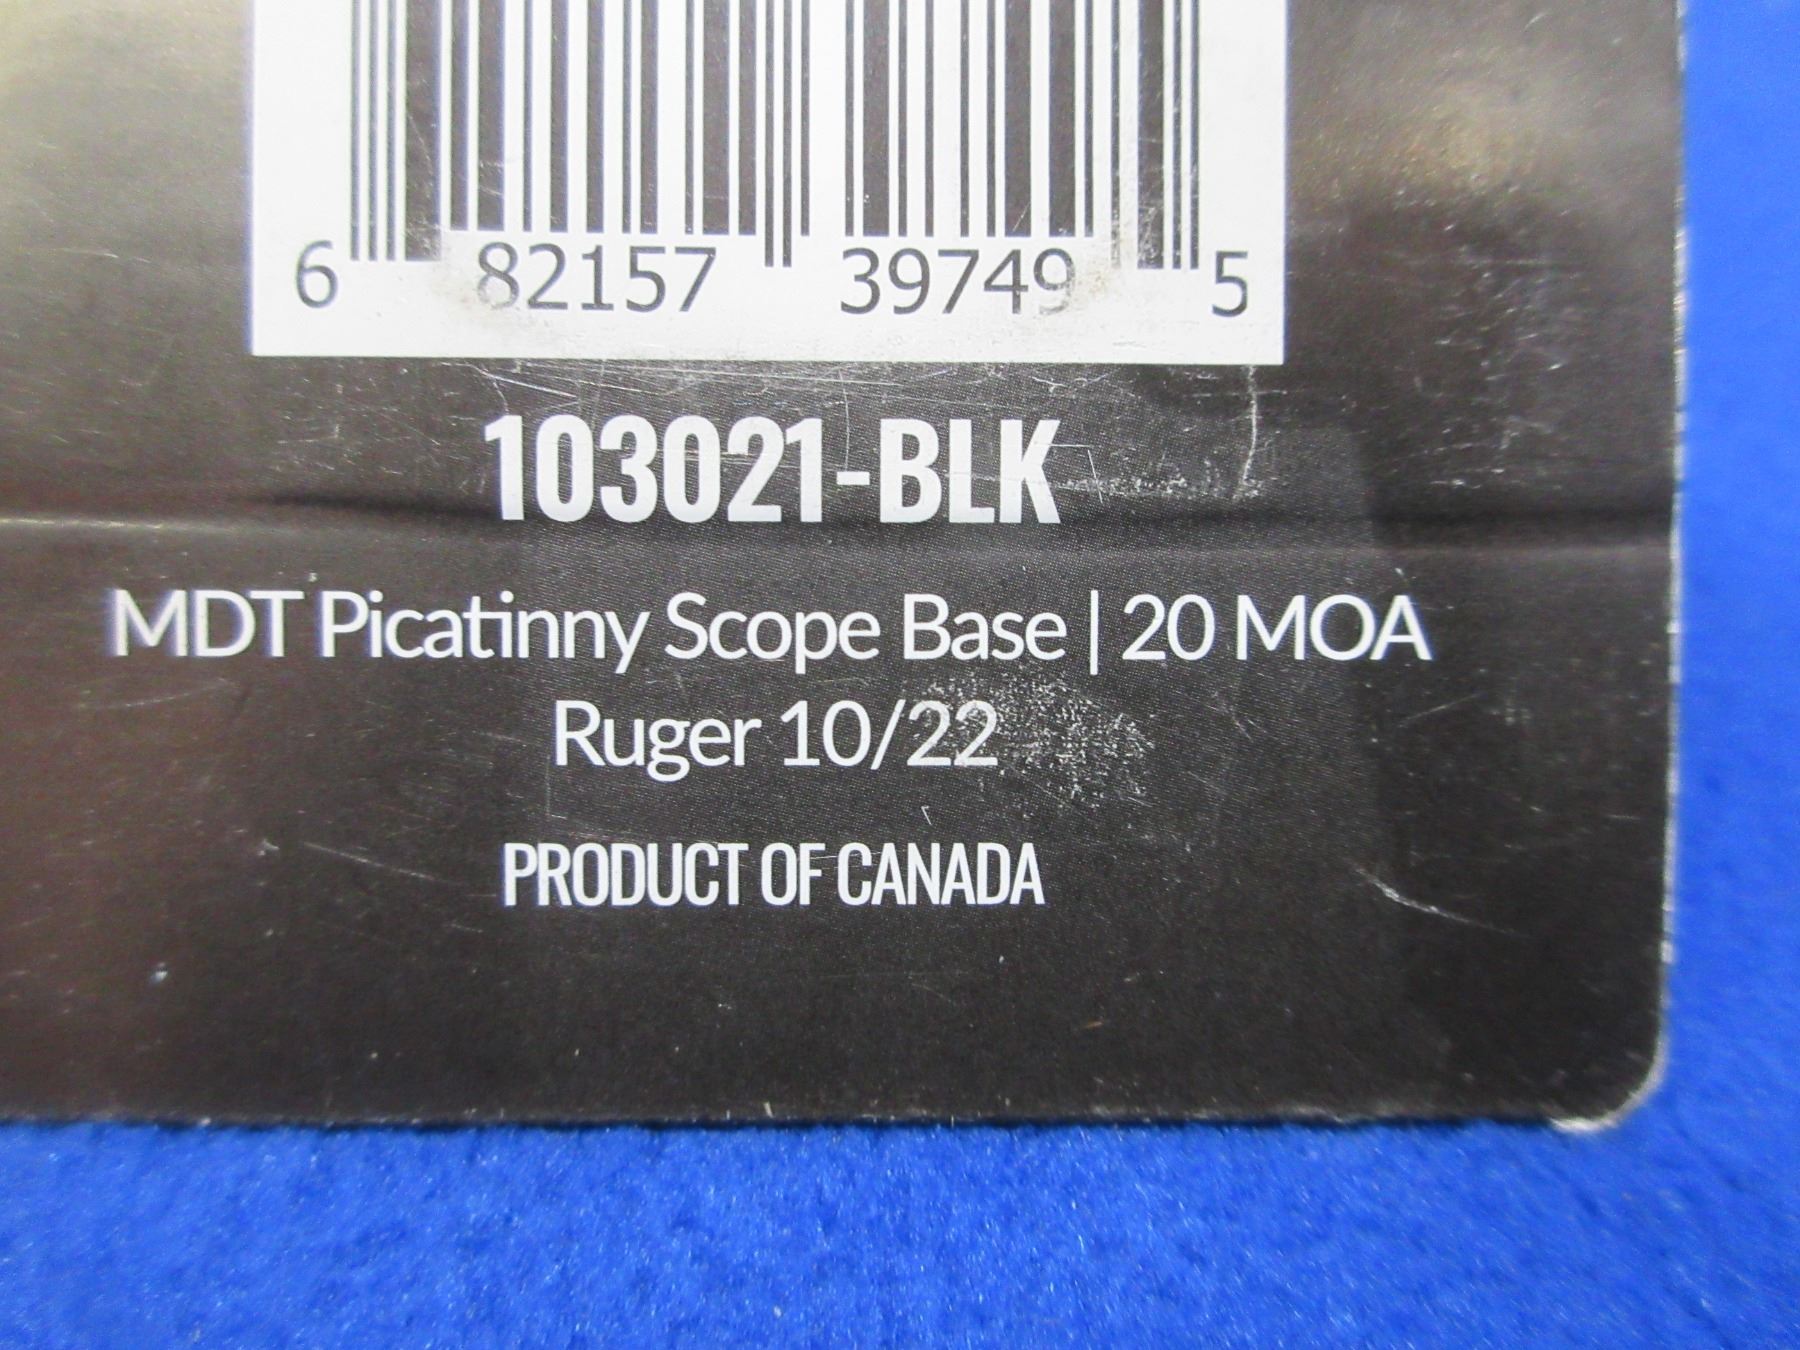 6 82157 39749 5
103021-BLK
MDT Picatinny Scope Base | 20 MOA
Ruger 10/22
PRODUCT OF CANADA